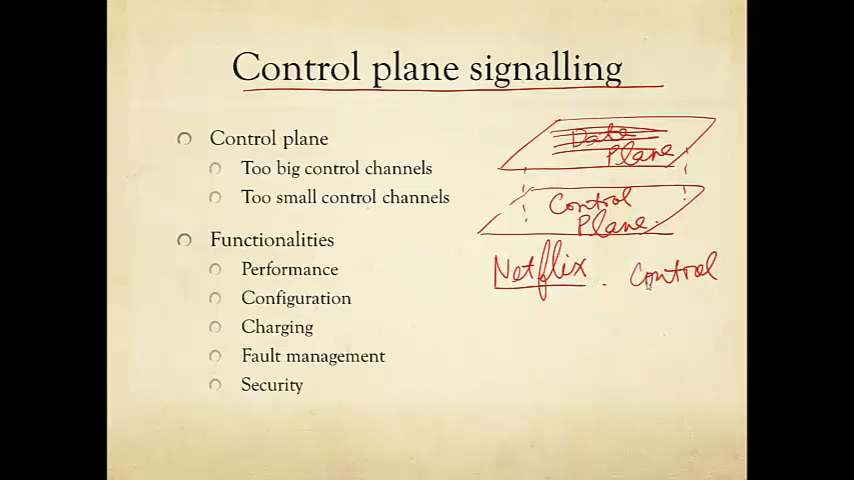 Control plane signalling
Control plane
Too big control channels
Too small control channels
Functionalities
Performance
Configuration
Charging
Fault management
Security
Data
Plane
Control
Plane.
Netflix . Control